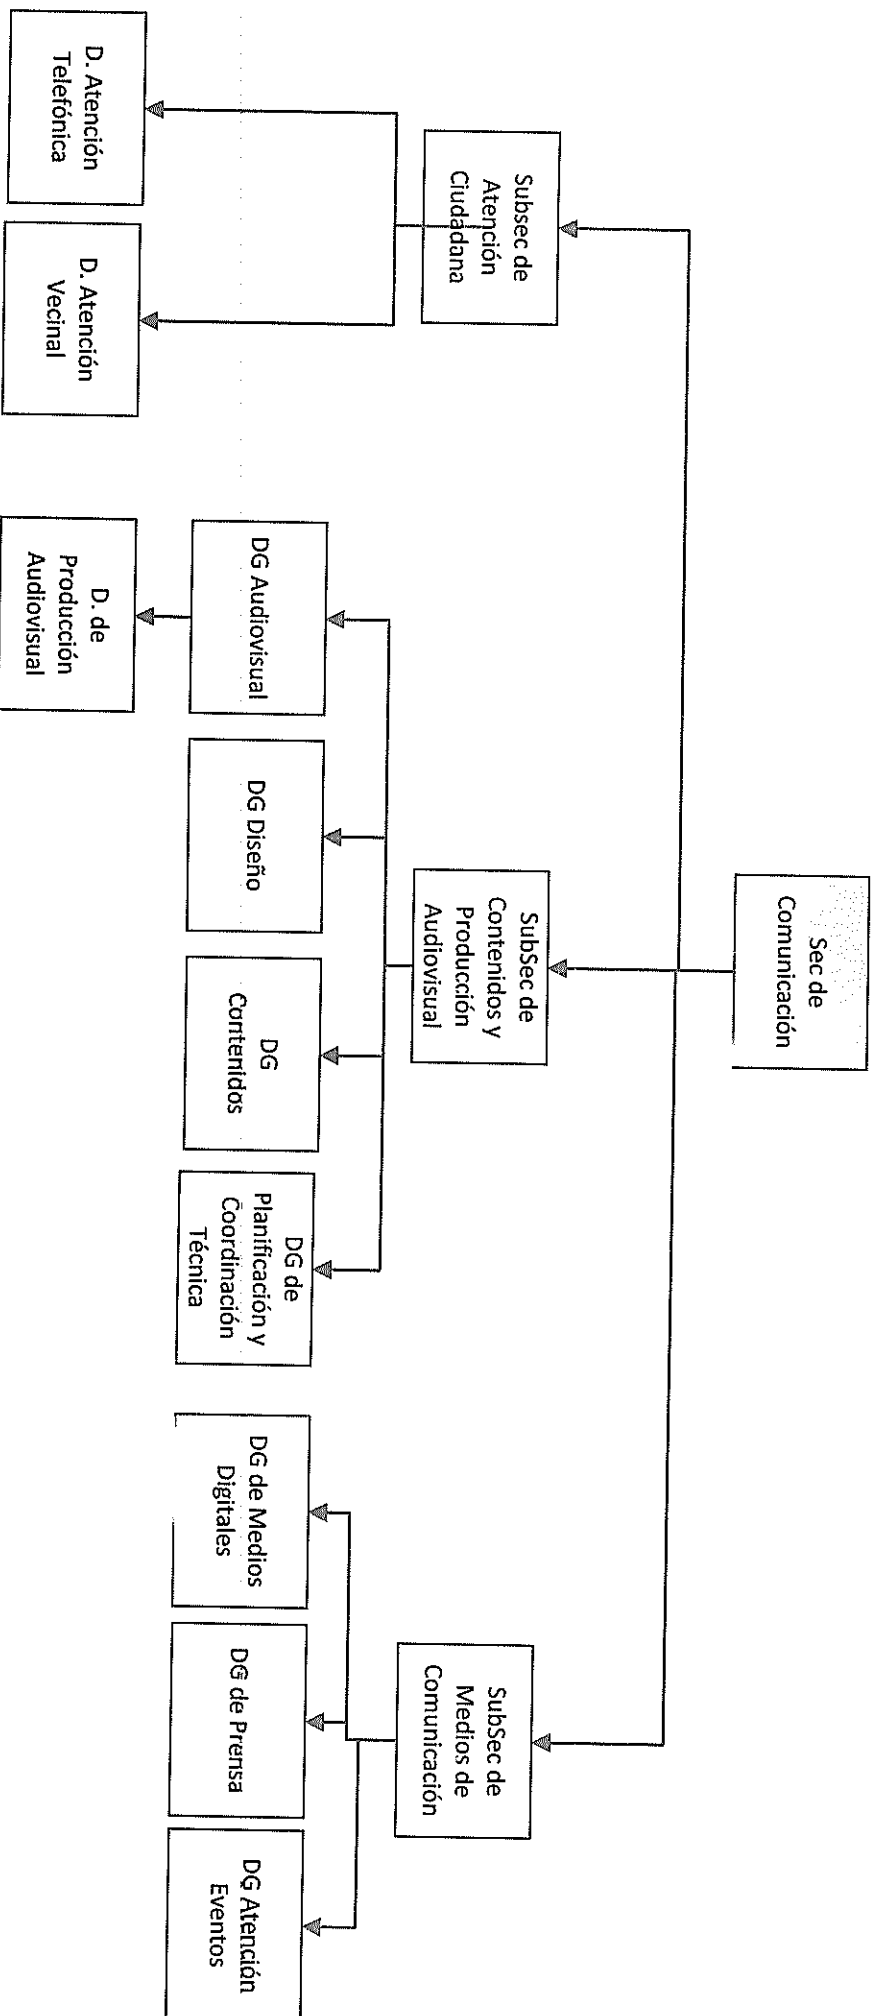 Sec de
Comunicación
Subsec de
Atención
Ciudadana
SubSec de
Contenidos y
Producción
Audiovisual
SubSec de
Medios de
Comunicación
DG Audiovisual
DG Diseño
DG
Contenidos
DG de
Planificación y
Coordinación
Técnica
DG de Medios
Digitales
DG de Prensa
DG Atención
Eventos
D. Atención
Telefónica
D. Atención
Vecinal
D. de
Producción
Audiovisual